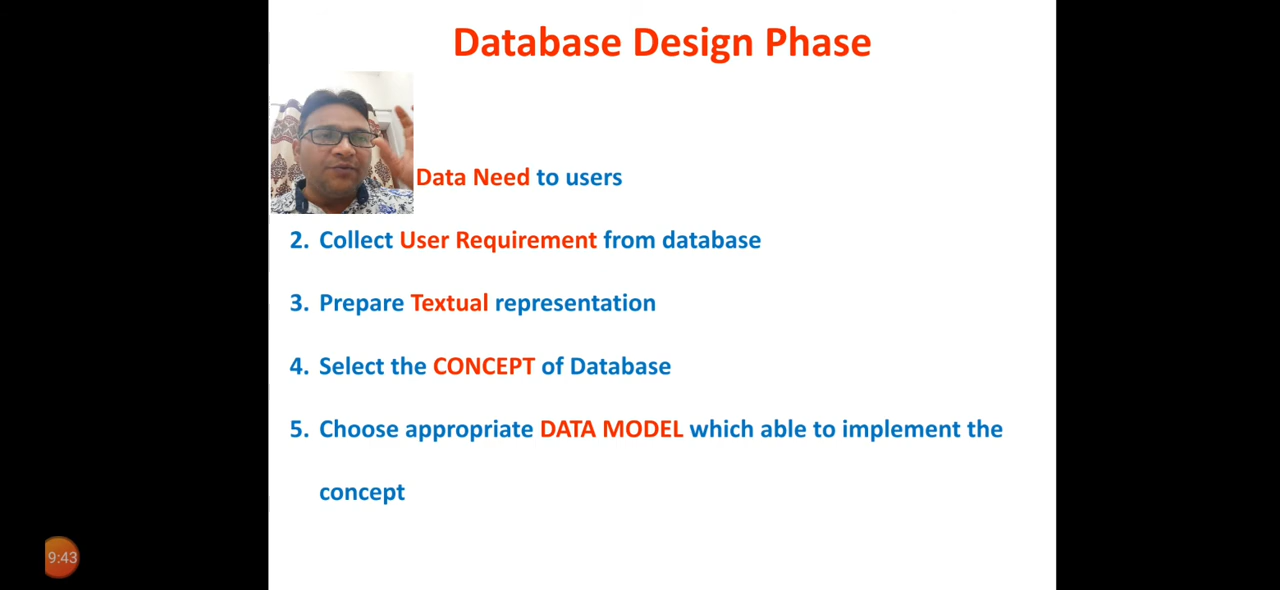 Database Design Phase
Data Need to users
2. Collect User Requirement from database
3. Prepare Textual representation
4. Select the CONCEPT of Database
5. Choose appropriate DATA MODEL which able to implement the
concept
9:43